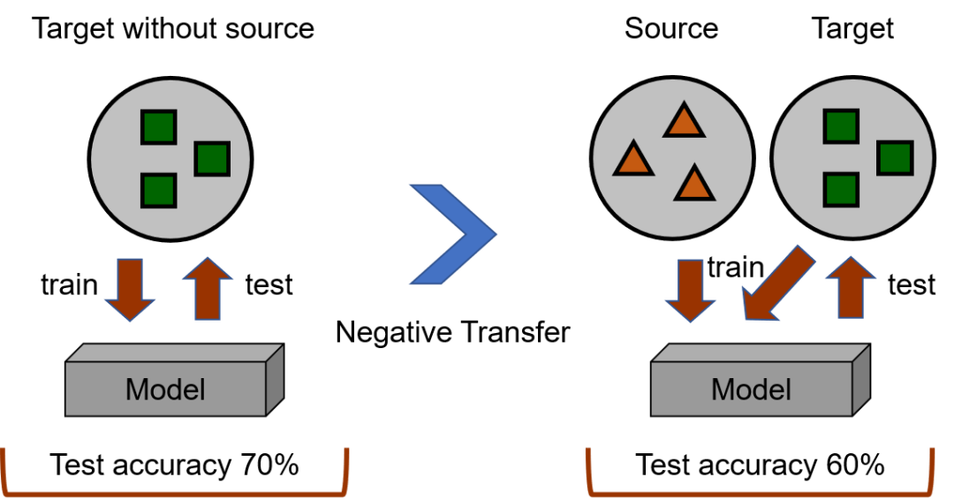 Target without source
Source
Target
train
test
train
test
Negative Transfer
Model
Model
Test accuracy 70%
Test accuracy 60%